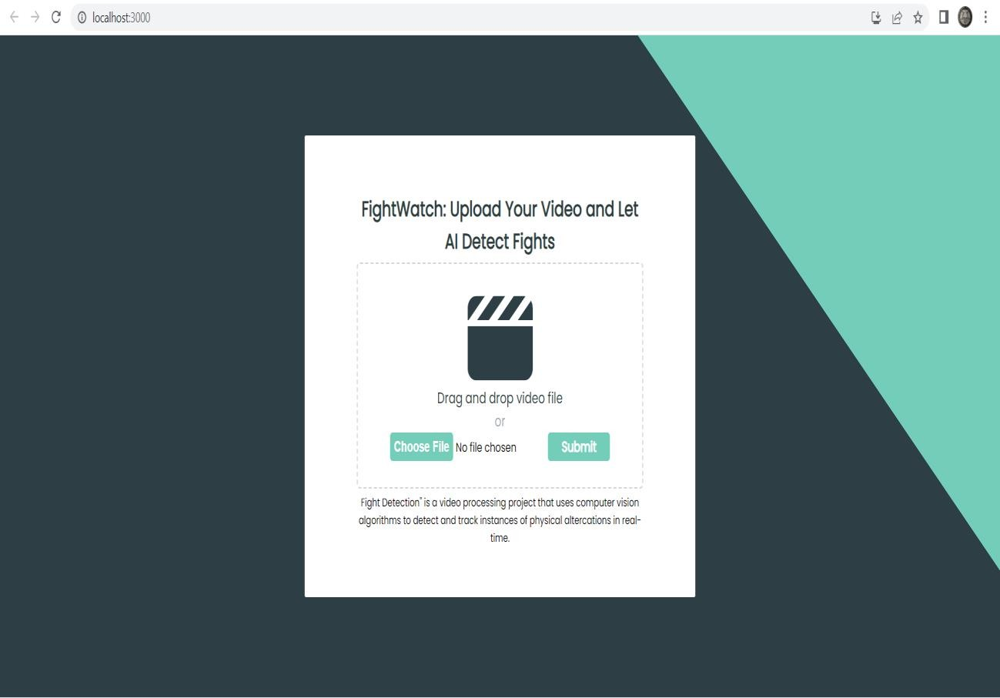 localhost:3000
FightWatch: Upload Your Video and Let
AI Detect Fights
Drag and drop video file
or
Choose File No file chosen Submit
Fight Detection" is a video processing project that uses computer vision
algorithms to detect and track instances of physical altercations in real-
time.